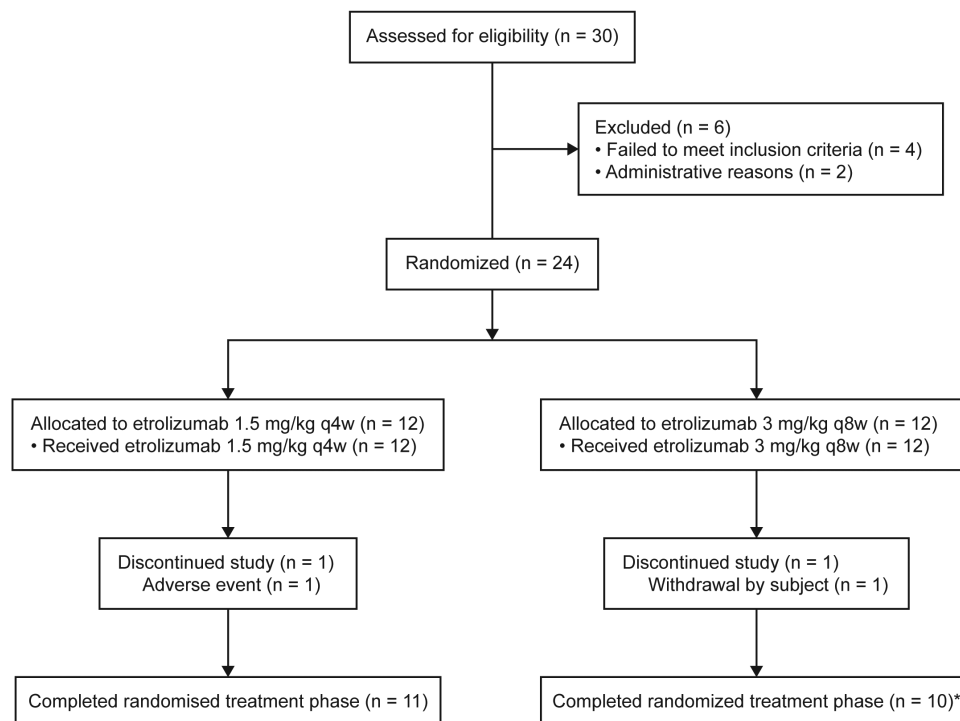 Assessed for eligibility (n = 30)
Excluded (n = 6)
• Failed to meet inclusion criteria (n = 4)
• Administrative reasons (n = 2)
Randomized (n = 24)
Allocated to etrolizumab 1.5 mg/kg q4w (n = 12)
• Received etrolizumab 1.5 mg/kg q4w (n = 12)
Allocated to etrolizumab 3 mg/kg q8w (n = 12)
• Received etrolizumab 3 mg/kg q8w (n = 12)
Discontinued study (n = 1)
Adverse event (n = 1)
Discontinued study (n = 1)
Withdrawal by subject (n = 1)
Completed randomised treatment phase (n = 11)
Completed randomized treatment phase (n = 10)*